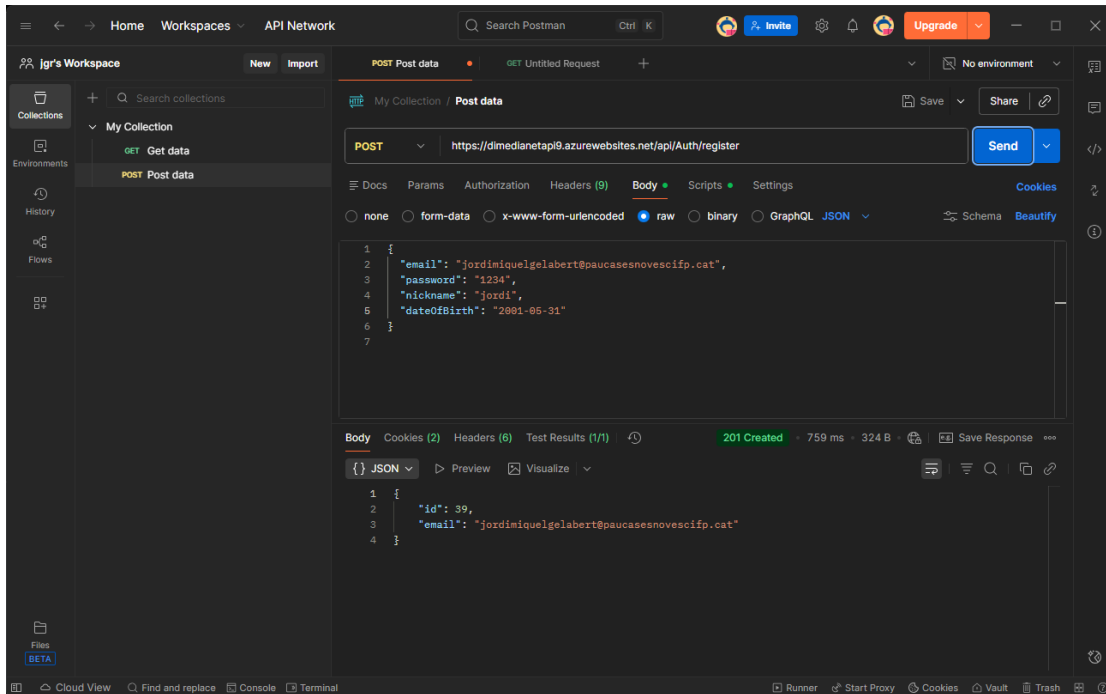 Home Workspaces API Network Search Postman Ctrl K Invite Upgrade
jgr's Workspace New Import POST Post data GET Untitled Request No environment
Collections
Environments
History
Flows
Files
BETA
Search collections
My Collection
GET Get data
POST Post data
HTTP My Collection / Post data Save Share
POST https://dimedianetapi9.azurewebsites.net/api/Auth/register Send
Docs Params Authorization Headers (9) Body Scripts Settings Cookies
none form-data x-www-form-urlencoded raw binary GraphQL JSON Schema Beautify
1 {
2 "email": "jordimiquelgelabert@paucasesnovescifp.cat",
3 "password": "1234",
4 "nickname": "jordi",
5 "dateOfBirth": "2001-05-31"
6 }
7
Body Cookies (2) Headers (6) Test Results (1/1) 201 Created 759 ms 324 B Save Response
{} JSON Preview Visualize
1 {
2 "id": 39,
3 "email": "jordimiquelgelabert@paucasesnovescifp.cat"
4 }
Cloud View Find and replace Console Terminal Runner Start Proxy Cookies Vault Trash